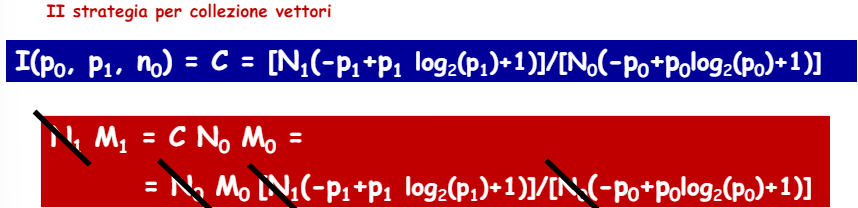 II strategia per collezione vettori
I(p₀, p₁, n₀) = C = [N₁(-p₁+p₁ log₂(p₁)+1)]/[N₀(-p₀+p₀log₂(p₀)+1)]
N₁ M₁ = C N₀ M₀ =
= N₀ M₀ [N₁(-p₁+p₁ log₂(p₁)+1)]/[N₀(-p₀+p₀log₂(p₀)+1)]